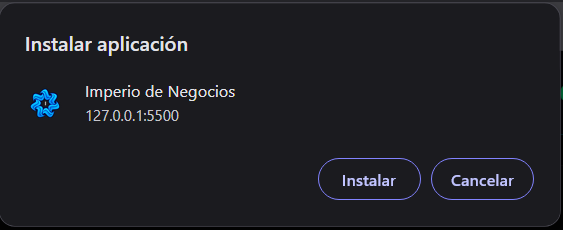 Instalar aplicación
Imperio de Negocios
127.0.0.1:5500
Instalar
Cancelar